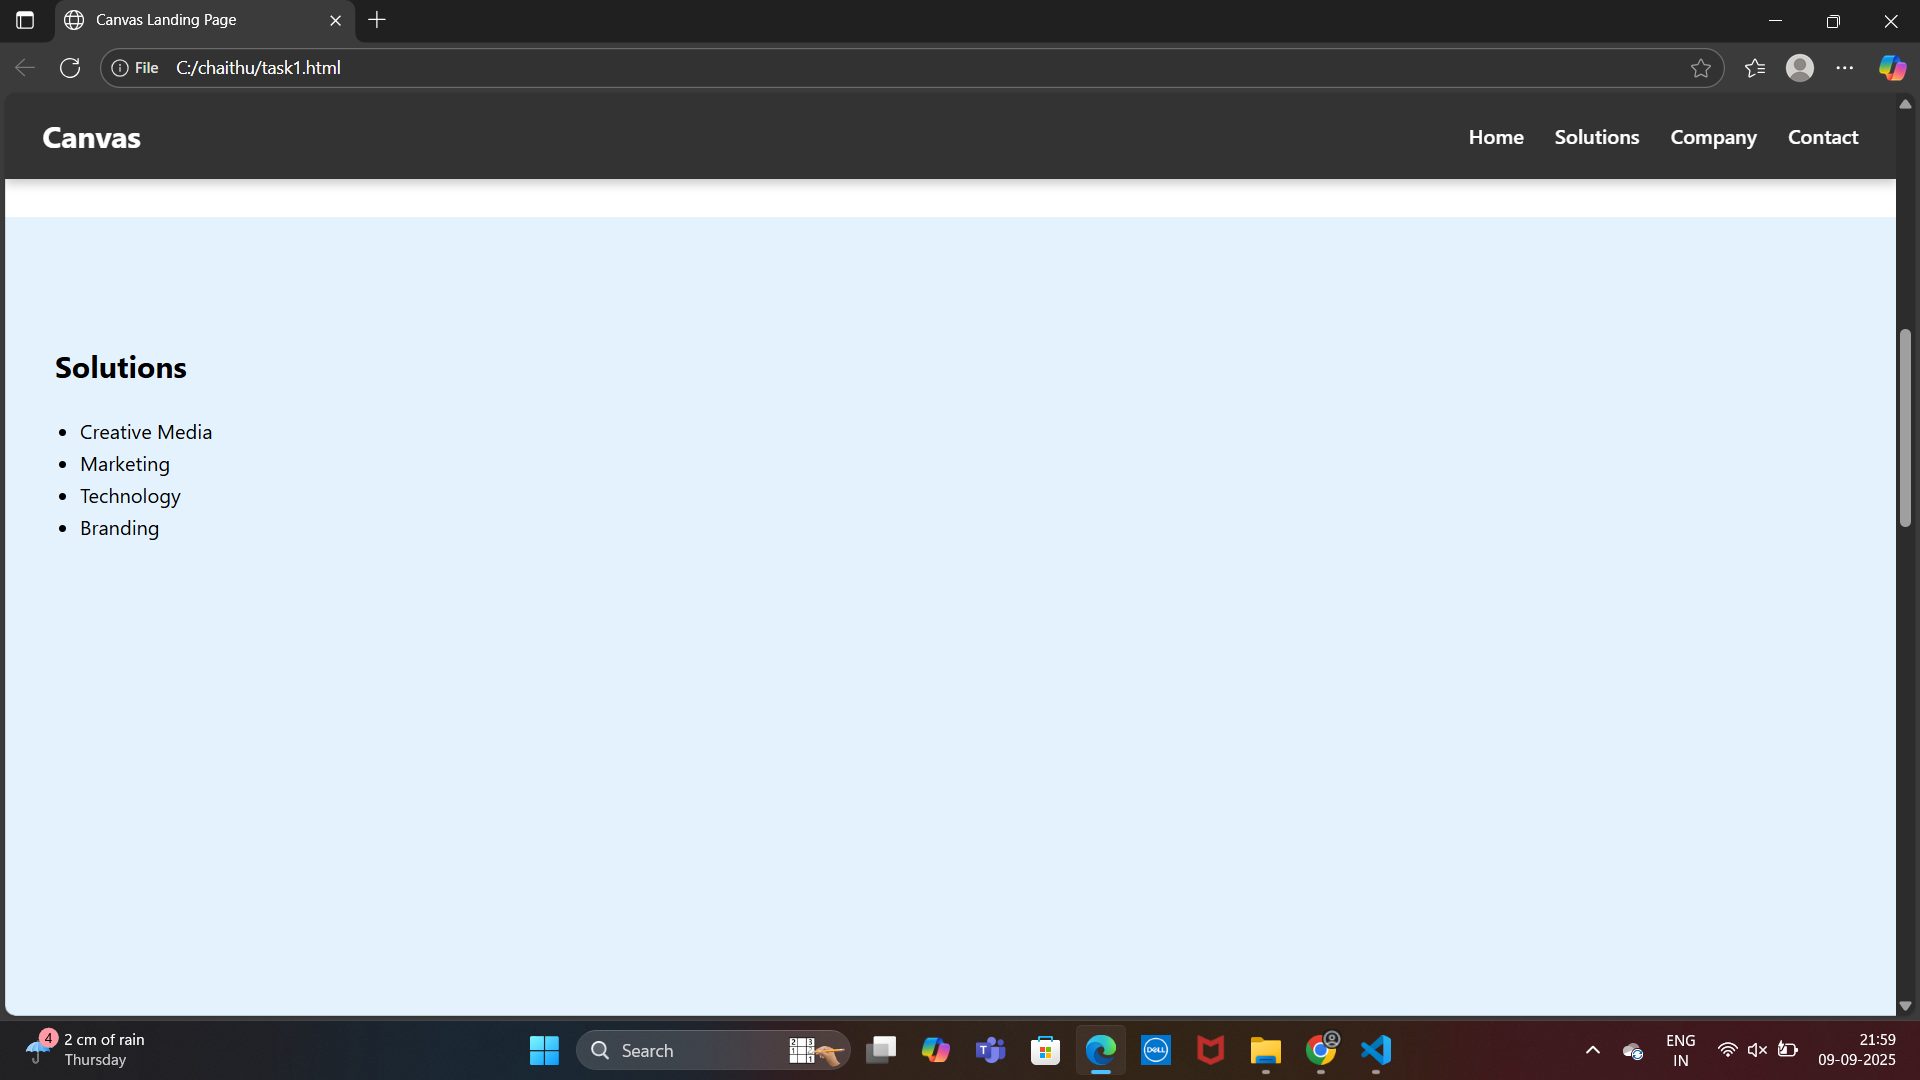 Canvas Landing Page
File C:/chaithu/task1.html
Canvas
Home Solutions Company Contact
Solutions
• Creative Media
• Marketing
• Technology
• Branding
4
2 cm of rain
Thursday
Search
DELL
ENG
IN
21:59
09-09-2025